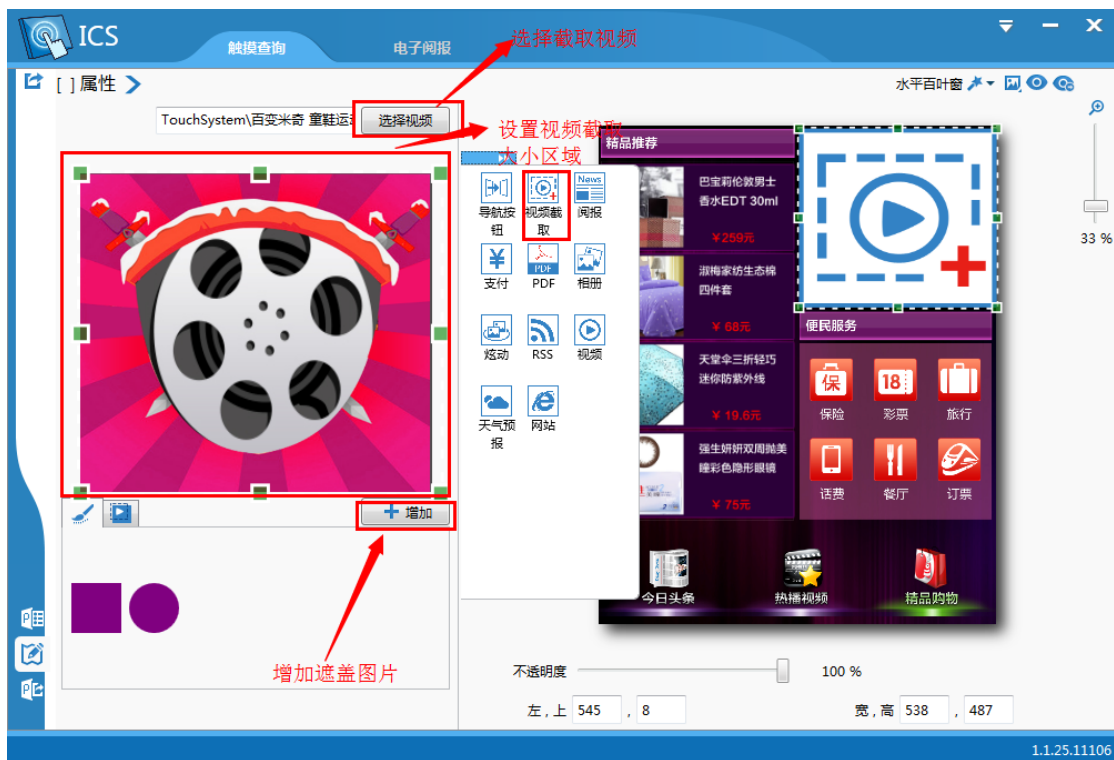 ICS
触摸查询
电子阅报
选择截取视频
[ ] 属性
水平百叶窗
TouchSystem\百变米奇 童鞋运动
选择视频
设置视频截取
大小区域
33 %
导航按
钮
视频截
取
News
阅报
支付
PDF
PDF
相册
炫动
RSS
视频
天气预
报
网站
精品推荐
巴宝莉伦敦男士
香水EDT 30ml
￥259元
淑梅家纺生态棉
四件套
￥ 68元
天堂伞三折轻巧
迷你防紫外线
￥ 19.6元
强生妍妍双周抛美
瞳彩色隐形眼镜
￥ 75元
便民服务
保
保险
18
彩票
旅行
话费
餐厅
订票
今日头条
热播视频
精品购物
增加
增加遮盖图片
不透明度
100 %
左 , 上
545
,
8
宽 , 高
538
,
487
1.1.25.11106